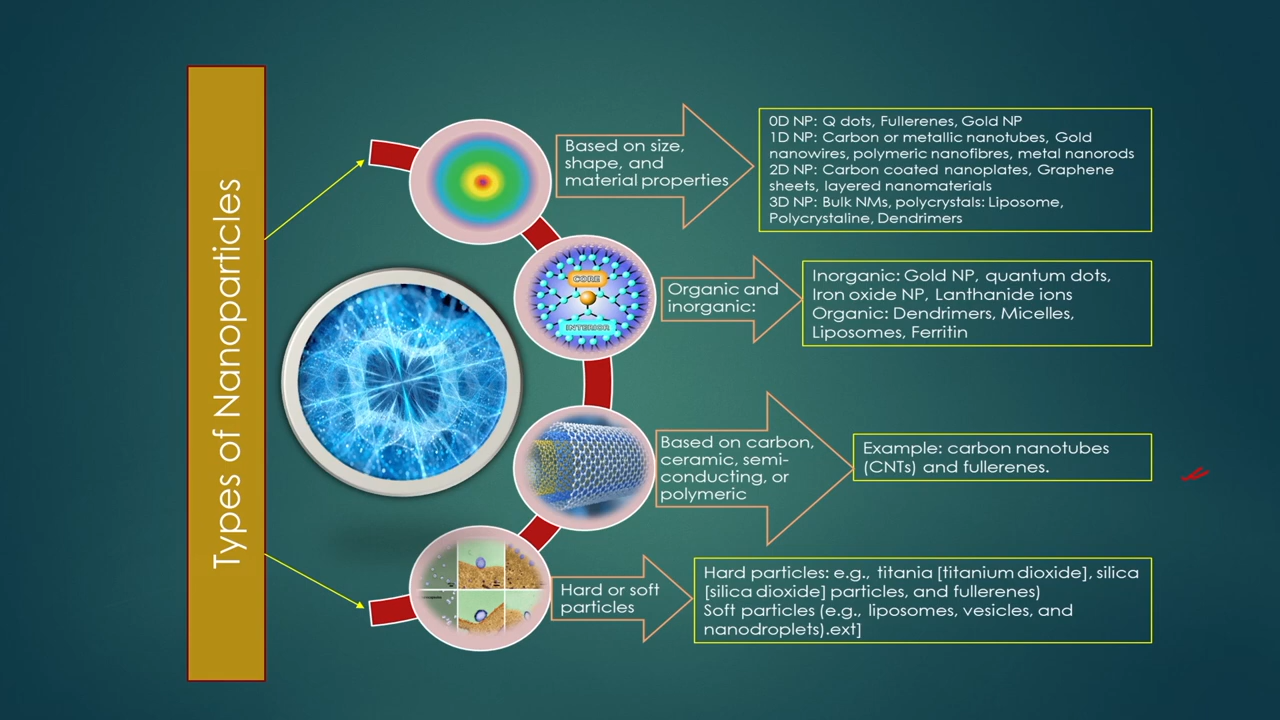 Types of Nanoparticles
Based on size,
shape, and
material properties
0D NP: Q dots, Fullerenes, Gold NP
1D NP: Carbon or metallic nanotubes, Gold
nanowires, polymeric nanofibres, metal nanorods
2D NP: Carbon coated nanoplates, Graphene
sheets, layered nanomaterials
3D NP: Bulk NMs, polycrystals: Liposome,
Polycrystaline, Dendrimers
CORE
INTERIOR
Organic and
inorganic:
Inorganic: Gold NP, quantum dots,
Iron oxide NP, Lanthanide ions
Organic: Dendrimers, Micelles,
Liposomes, Ferritin
Based on carbon,
ceramic, semi-
conducting, or
polymeric
Example: carbon nanotubes
(CNTs) and fullerenes.
Hard or soft
particles
Hard particles: e.g., titania [titanium dioxide], silica
[silica dioxide] particles, and fullerenes)
Soft particles (e.g., liposomes, vesicles, and
nanodroplets).ext]